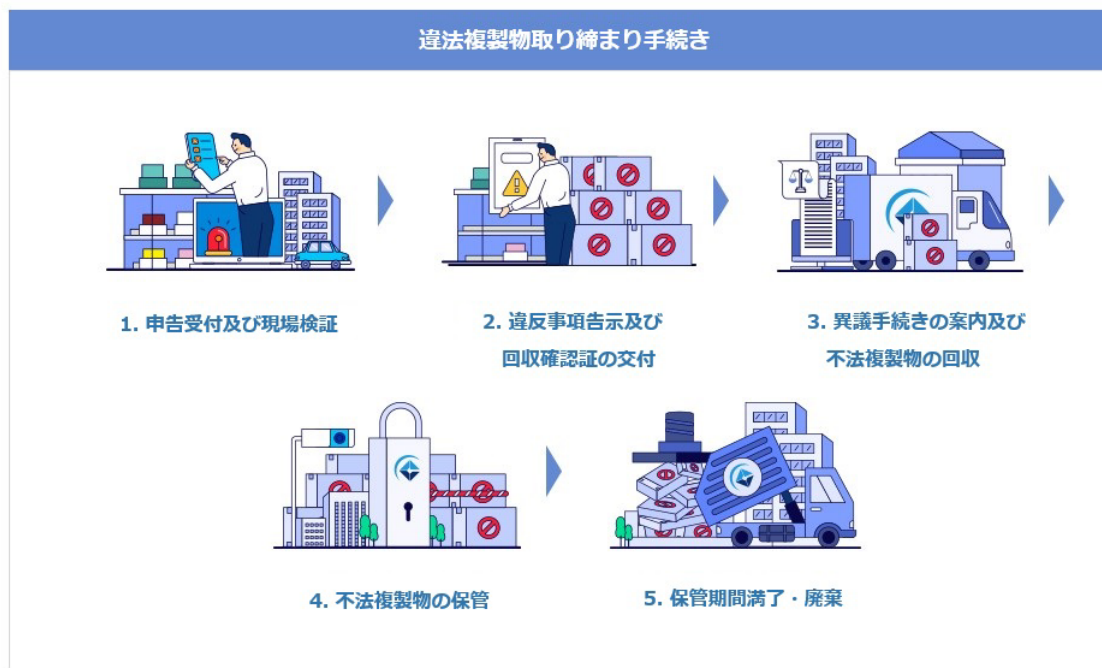 違法複製物取り締まり手続き
1. 申告受付及び現場検証
2. 違反事項告示及び
回収確認証の交付
3. 異議手続きの案内及び
不法複製物の回収
4. 不法複製物の保管
5. 保管期間満了・廃棄